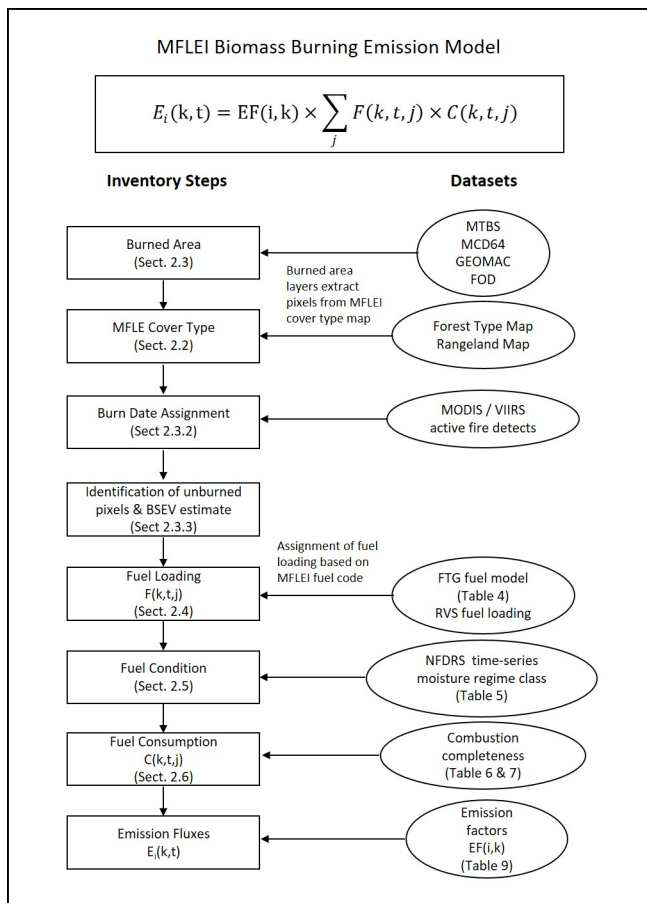 MFLEI Biomass Burning Emission Model
E_i(k,t) = EF(i,k) × ∑_j F(k,t,j) × C(k,t,j)
Inventory Steps
Datasets
Burned Area
(Sect. 2.3)
MTBS
MCD64
GEOMAC
FOD
Burned area
layers extract
pixels from MFLEI
cover type map
MFLE Cover Type
(Sect. 2.2)
Forest Type Map
Rangeland Map
Burn Date Assignment
(Sect 2.3.2)
MODIS / VIIRS
active fire detects
Identification of unburned
pixels & BSEV estimate
(Sect 2.3.3)
Assignment of fuel
loading based on
MFLEI fuel code
Fuel Loading
F(k,t,j)
(Sect. 2.4)
FTG fuel model
(Table 4)
RVS fuel loading
Fuel Condition
(Sect. 2.5)
NFDRS time-series
moisture regime class
(Table 5)
Fuel Consumption
C(k,t,j)
(Sect. 2.6)
Combustion
completeness
(Table 6 & 7)
Emission Fluxes
E_i(k,t)
Emission
factors
EF(i,k)
(Table 9)